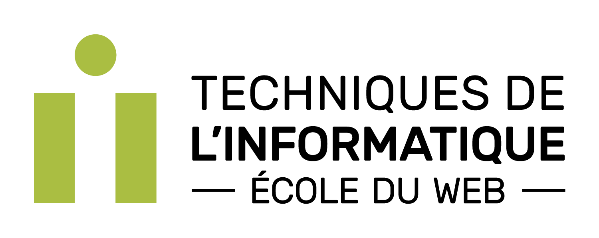 TECHNIQUES DE
L'INFORMATIQUE
ÉCOLE DU WEB